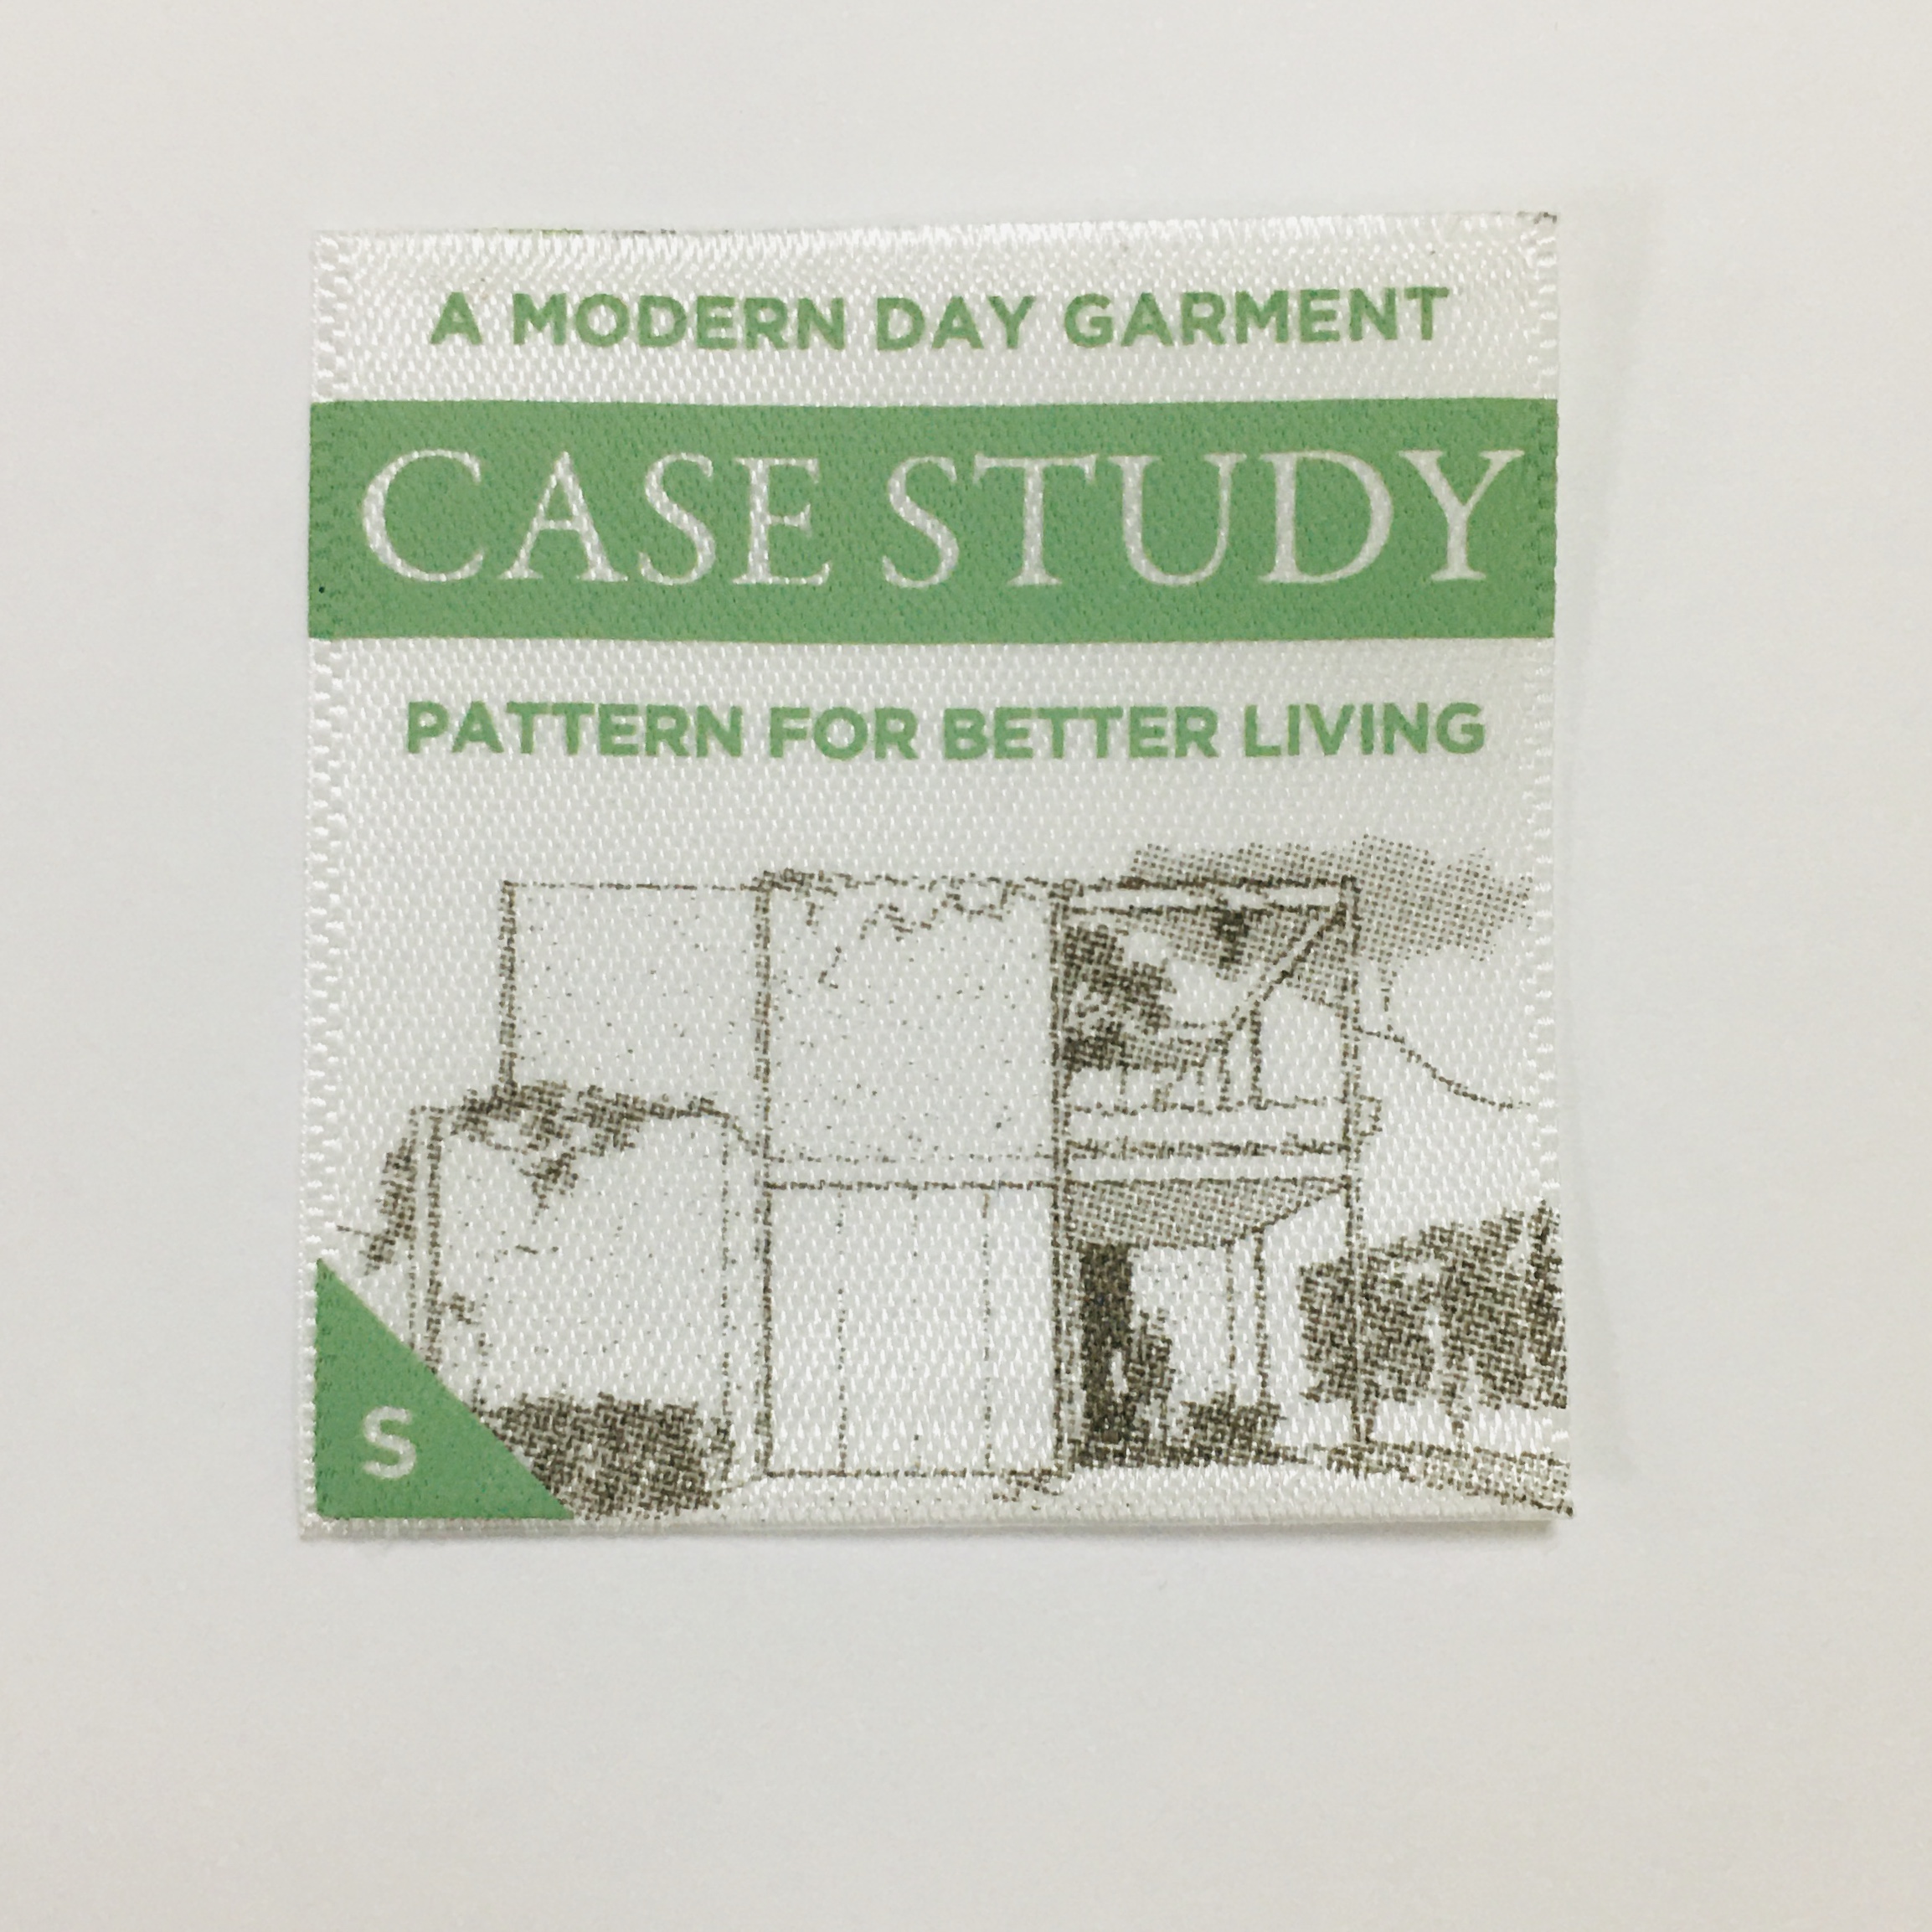 A MODERN DAY GARMENT
CASE STUDY
PATTERN FOR BETTER LIVING
S